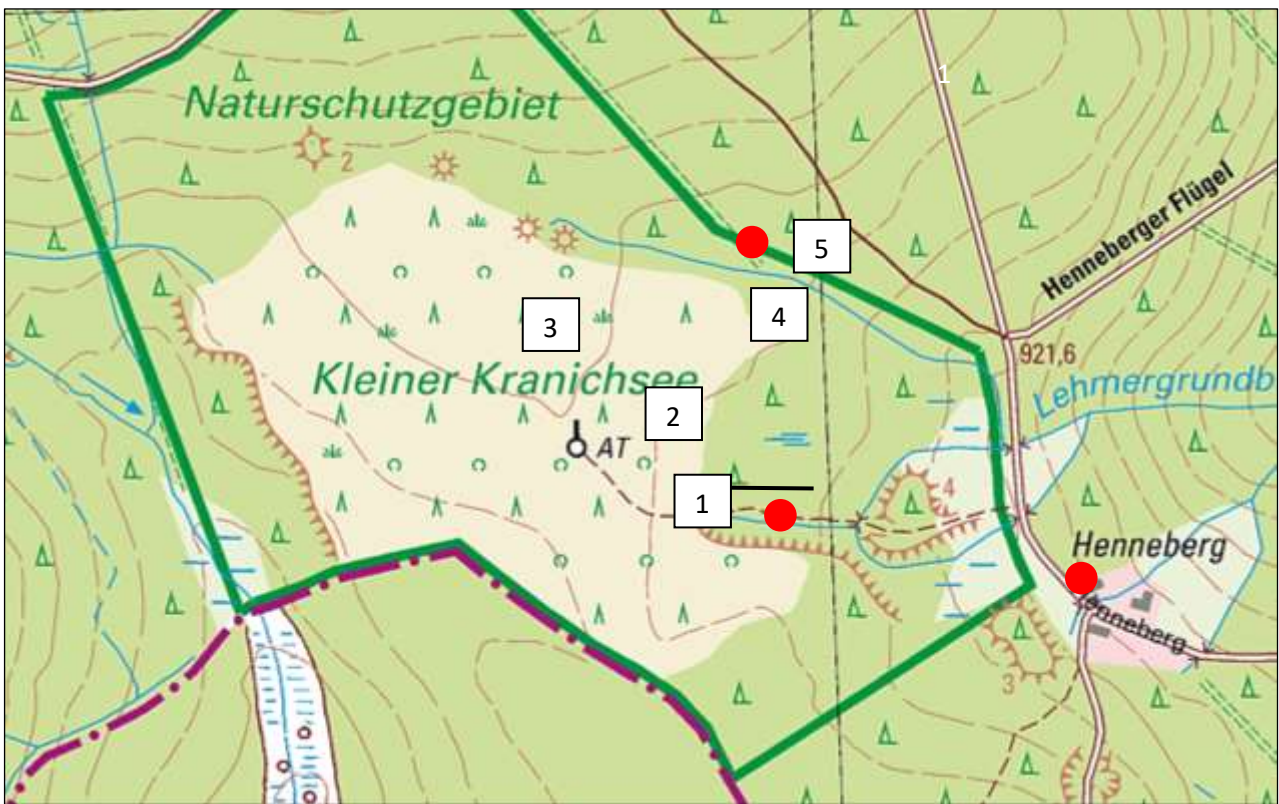 1
Naturschutzgebiet
2
Henneberger Flügel
5
4
3
921,6
Kleiner Kranichsee
Lehmergrundb
2
AT
1
4
Henneberg
Henneberg
3